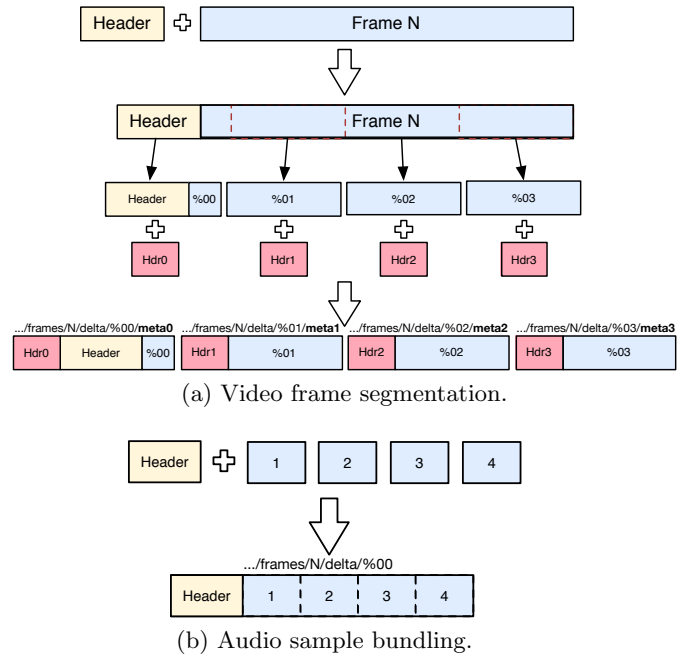 Header Frame N
Header Frame N
Header %00 %01 %02 %03
Hdr0 Hdr1 Hdr2 Hdr3
.../frames/N/delta/%00/meta0 .../frames/N/delta/%01/meta1 .../frames/N/delta/%02/meta2 .../frames/N/delta/%03/meta3
Hdr0 Header %00 Hdr1 %01 Hdr2 %02 Hdr3 %03
(a) Video frame segmentation.
Header 1 2 3 4
.../frames/N/delta/%00
Header 1 2 3 4
(b) Audio sample bundling.